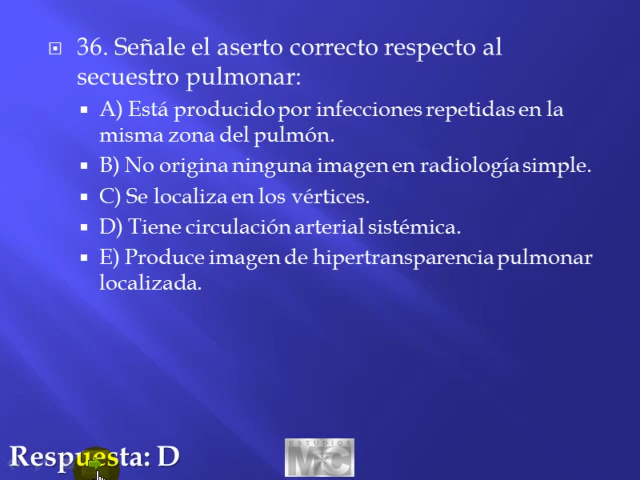 36. Señale el aserto correcto respecto al
secuestro pulmonar:
A) Está producido por infecciones repetidas en la
misma zona del pulmón.
B) No origina ninguna imagen en radiología simple.
C) Se localiza en los vértices.
D) Tiene circulación arterial sistémica.
E) Produce imagen de hipertransparencia pulmonar
localizada.
Respuesta: D
ESTUDIOS
MC